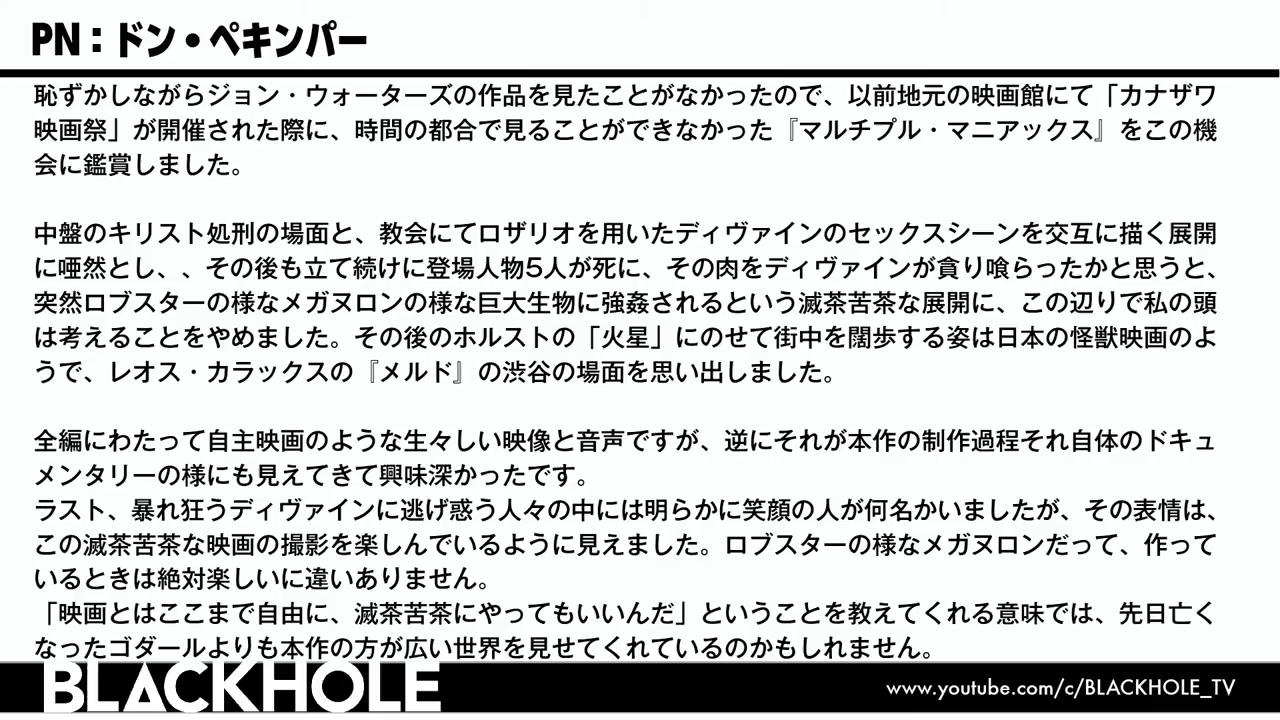 PN：ドン・ペキンパー
恥ずかしながらジョン・ウォーターズの作品を見たことがなかったので、以前地元の映画館にて「カナザワ
映画祭」が開催された際に、時間の都合で見ることができなかった『マルチプル・マニアックス』をこの機
会に鑑賞しました。
中盤のキリスト処刑の場面と、教会にてロザリオを用いたディヴァインのセックスシーンを交互に描く展開
に唖然とし、、その後も立て続けに登場人物5人が死に、その肉をディヴァインが貪り喰らったかと思うと、
突然ロブスターの様なメガヌロンの様な巨大生物に強姦されるという滅茶苦茶な展開に、この辺りで私の頭
は考えることをやめました。その後のホルストの「火星」にのせて街中を闊歩する姿は日本の怪獣映画のよ
うで、レオス・カラックスの『メルド』の渋谷の場面を思い出しました。
全編にわたって自主映画のような生々しい映像と音声ですが、逆にそれが本作の制作過程それ自体のドキュ
メンタリーの様にも見えてきて興味深かったです。
ラスト、暴れ狂うディヴァインに逃げ惑う人々の中には明らかに笑顔の人が何名かいましたが、その表情は、
この滅茶苦茶な映画の撮影を楽しんでいるように見えました。ロブスターの様なメガヌロンだって、作って
いるときは絶対楽しいに違いありません。
「映画とはここまで自由に、滅茶苦茶にやってもいいんだ」ということを教えてくれる意味では、先日亡く
なったゴダールよりも本作の方が広い世界を見せてくれているのかもしれません。
BLACKHOLE
www.youtube.com/c/BLACKHOLE_TV